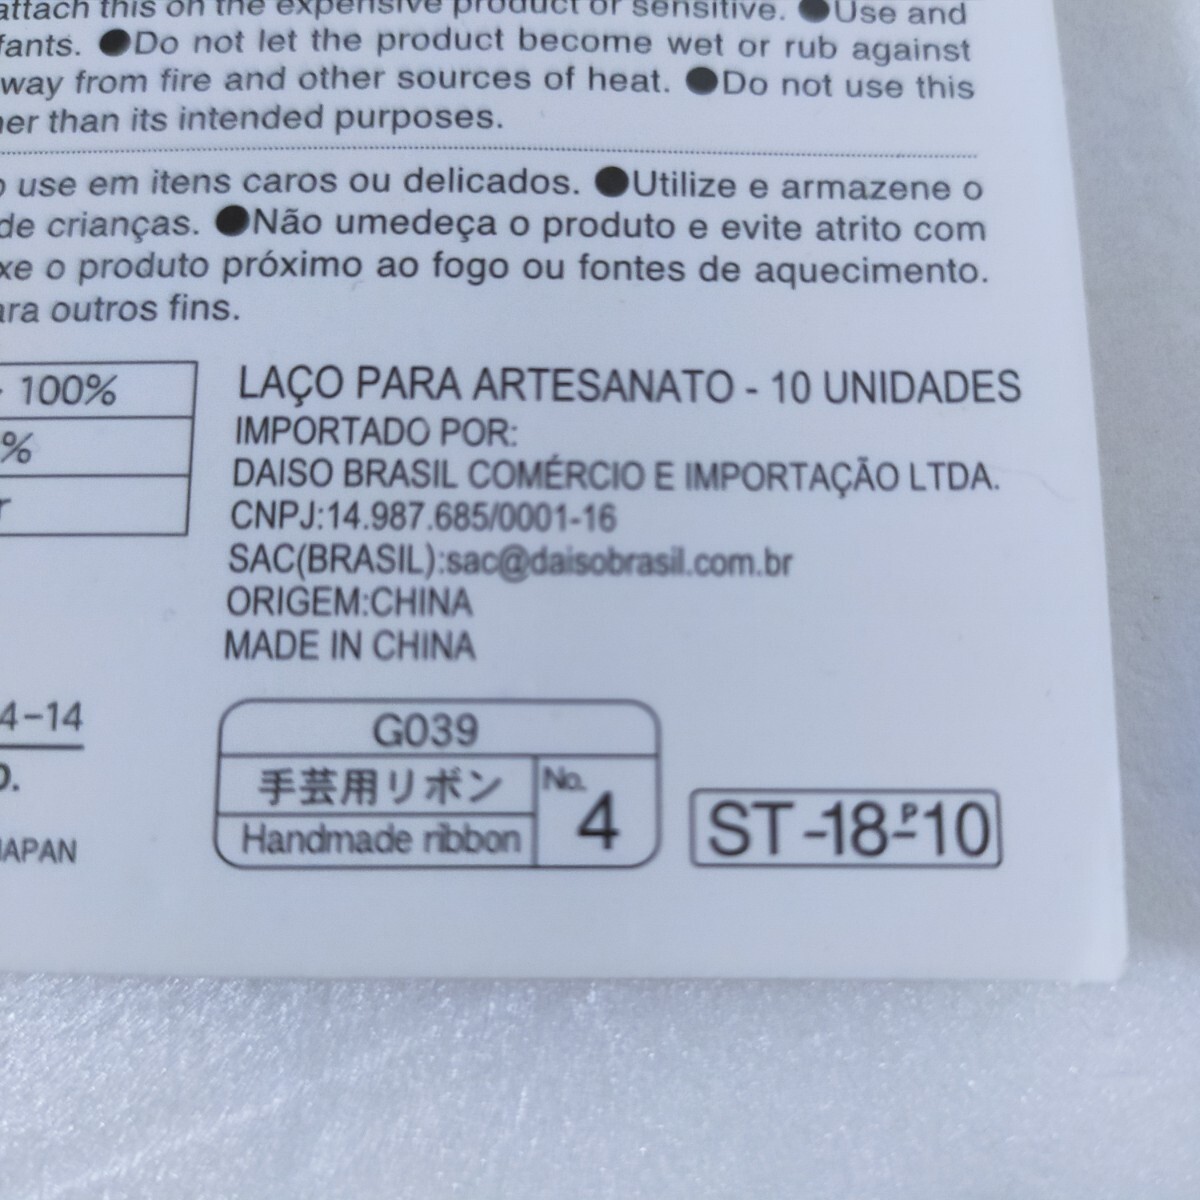 attach this on the expensive product or sensitive. ●Use and
fants. ●Do not let the product become wet or rub against
way from fire and other sources of heat. ●Do not use this
er than its intended purposes.
o use em itens caros ou delicados. ●Utilize e armazene o
de crianças. ●Não umedeça o produto e evite atrito com
xe o produto próximo ao fogo ou fontes de aquecimento.
ara outros fins.
100%
%
r
LAÇO PARA ARTESANATO - 10 UNIDADES
IMPORTADO POR:
DAISO BRASIL COMÉRCIO E IMPORTAÇÃO LTDA.
CNPJ:14.987.685/0001-16
SAC(BRASIL):sac@daisobrasil.com.br
ORIGEM:CHINA
MADE IN CHINA
4-14
D.
JAPAN
G039
手芸用リボン
Handmade ribbon
No.
4
ST-18-P-10